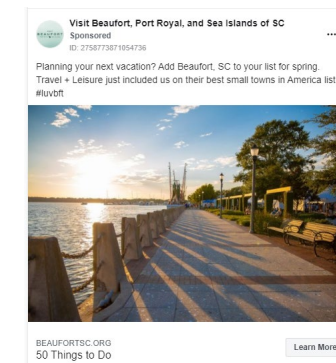 Visit Beaufort, Port Royal, and Sea Islands of SC
Sponsored
ID: 2758773871054736
Planning your next vacation? Add Beaufort, SC to your list for spring.
Travel + Leisure just included us on their best small towns in America list
#luvbft
BEAUFORTSC.ORG
50 Things to Do
Learn More